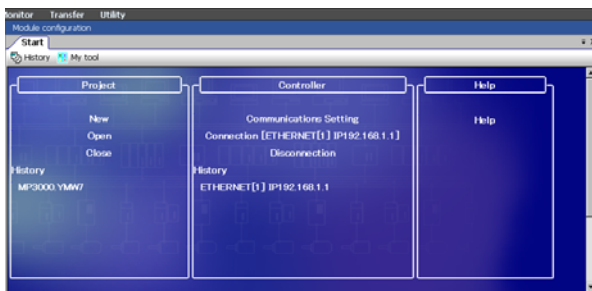 Monitor Transfer Utility
Module configuration
Start
History My tool
Project
Controller
Help
New
Communications Setting
Help
Open
Connection [ETHERNET[1] IP192.168.1.1]
Close
Disconnection
History
History
MP3000.YMW7
ETHERNET[1] IP192.168.1.1